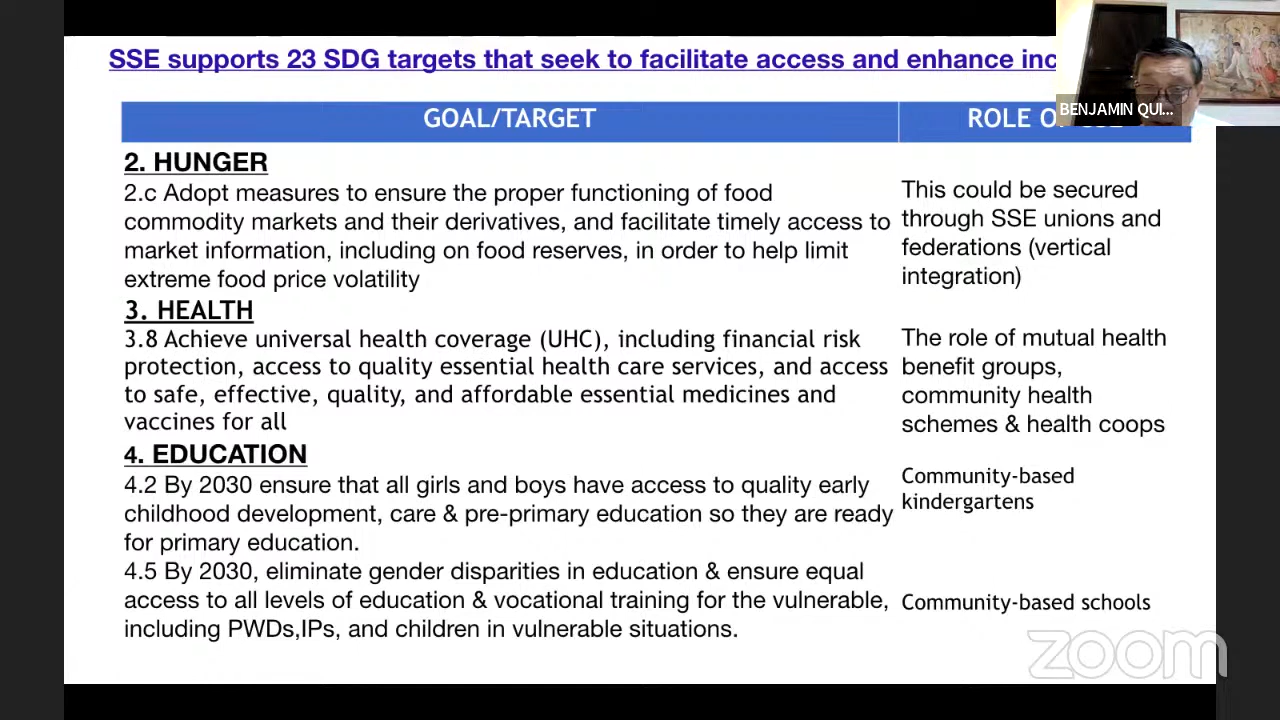 SSE supports 23 SDG targets that seek to facilitate access and enhance inc
BENJAMIN QUI...
GOAL/TARGET
ROLE OF
2. HUNGER
2.c Adopt measures to ensure the proper functioning of food
commodity markets and their derivatives, and facilitate timely access to
market information, including on food reserves, in order to help limit
extreme food price volatility
This could be secured
through SSE unions and
federations (vertical
integration)
3. HEALTH
3.8 Achieve universal health coverage (UHC), including financial risk
protection, access to quality essential health care services, and access
to safe, effective, quality, and affordable essential medicines and
vaccines for all
The role of mutual health
benefit groups,
community health
schemes & health coops
4. EDUCATION
4.2 By 2030 ensure that all girls and boys have access to quality early
childhood development, care & pre-primary education so they are ready
for primary education.
Community-based
kindergartens
4.5 By 2030, eliminate gender disparities in education & ensure equal
access to all levels of education & vocational training for the vulnerable,
including PWDs,IPs, and children in vulnerable situations.
Community-based schools
zoom